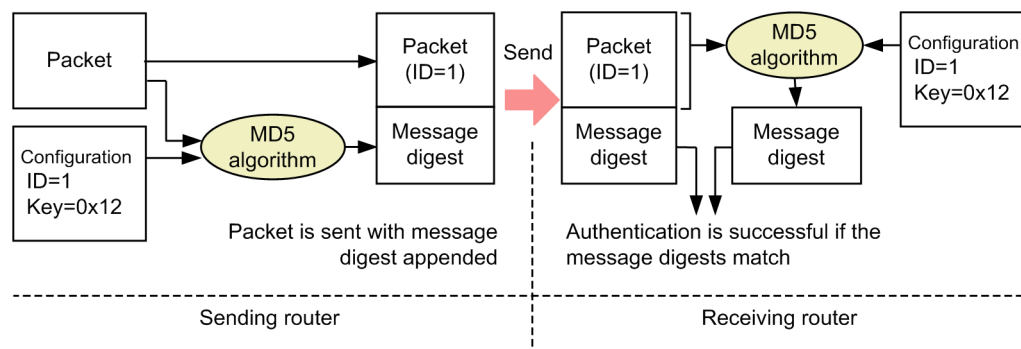 Packet
Configuration
ID=1
Key=0x12
MD5
algorithm
Packet
(ID=1)
Message
digest
Packet is sent with message
digest appended
Send
Packet
(ID=1)
Message
digest
MD5
algorithm
Message
digest
Configuration
ID=1
Key=0x12
Authentication is successful if the
message digests match
Sending router
Receiving router